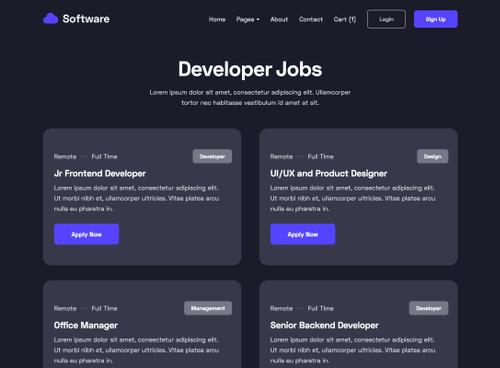 Software
Home Pages About Contact Cart (1) Login Sign Up
Developer Jobs
Lorem ipsum dolor sit amet, consectetur adipiscing elit. Ullamcorper
tortor nec habitasse vestibulum id amet at sit.
Remote — Full Time Developer
Jr Frontend Developer
Lorem ipsum dolor sit amet, consectetur adipiscing elit.
Ut morbi nibh et, ullamcorper ultricies. Vitae platea arcu
nulla eu pharetra in.
Apply Now
Remote — Full Time Design
UI/UX and Product Designer
Lorem ipsum dolor sit amet, consectetur adipiscing elit.
Ut morbi nibh et, ullamcorper ultricies. Vitae platea arcu
nulla eu pharetra in.
Apply Now
Remote — Full Time Management
Office Manager
Lorem ipsum dolor sit amet, consectetur adipiscing elit.
Ut morbi nibh et, ullamcorper ultricies. Vitae platea arcu
nulla eu pharetra in.
Remote — Full Time Developer
Senior Backend Developer
Lorem ipsum dolor sit amet, consectetur adipiscing elit.
Ut morbi nibh et, ullamcorper ultricies. Vitae platea arcu
nulla eu pharetra in.